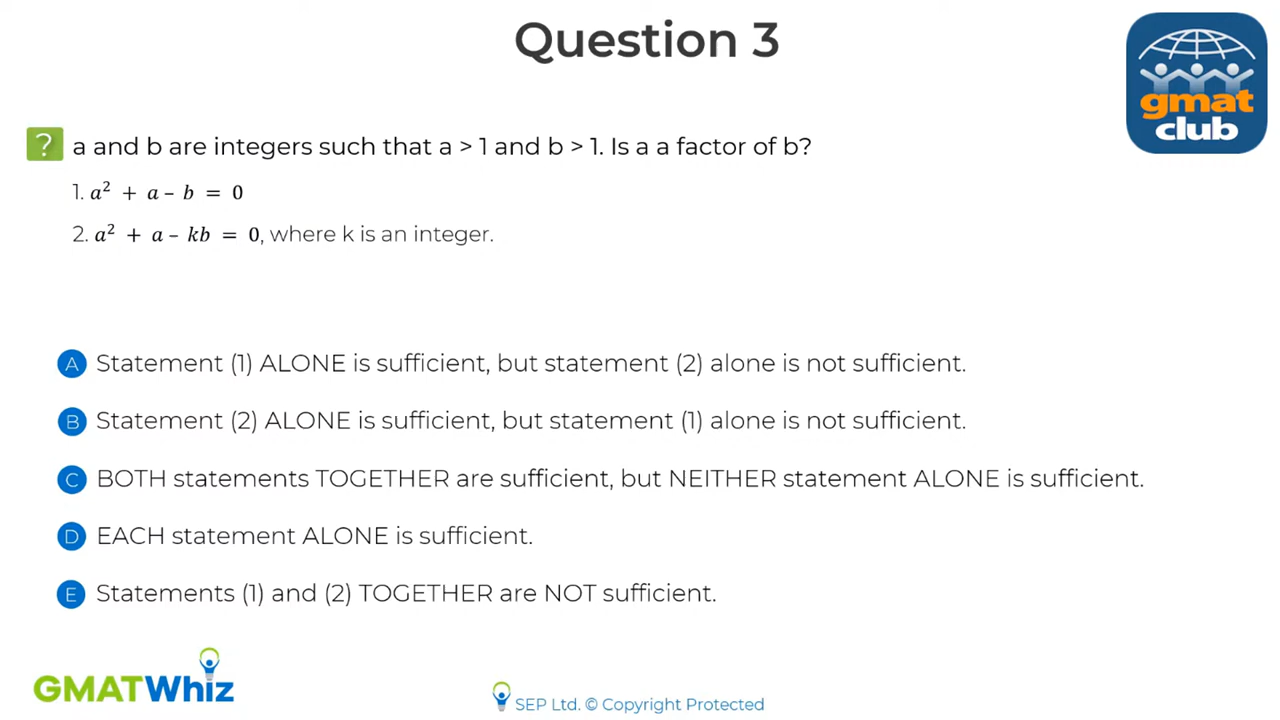 Question 3
gmat
club
? a and b are integers such that a > 1 and b > 1. Is a a factor of b?
1. a² + a – b = 0
2. a² + a – kb = 0, where k is an integer.
A Statement (1) ALONE is sufficient, but statement (2) alone is not sufficient.
B Statement (2) ALONE is sufficient, but statement (1) alone is not sufficient.
C BOTH statements TOGETHER are sufficient, but NEITHER statement ALONE is sufficient.
D EACH statement ALONE is sufficient.
E Statements (1) and (2) TOGETHER are NOT sufficient.
GMATWhiz
SEP Ltd. © Copyright Protected